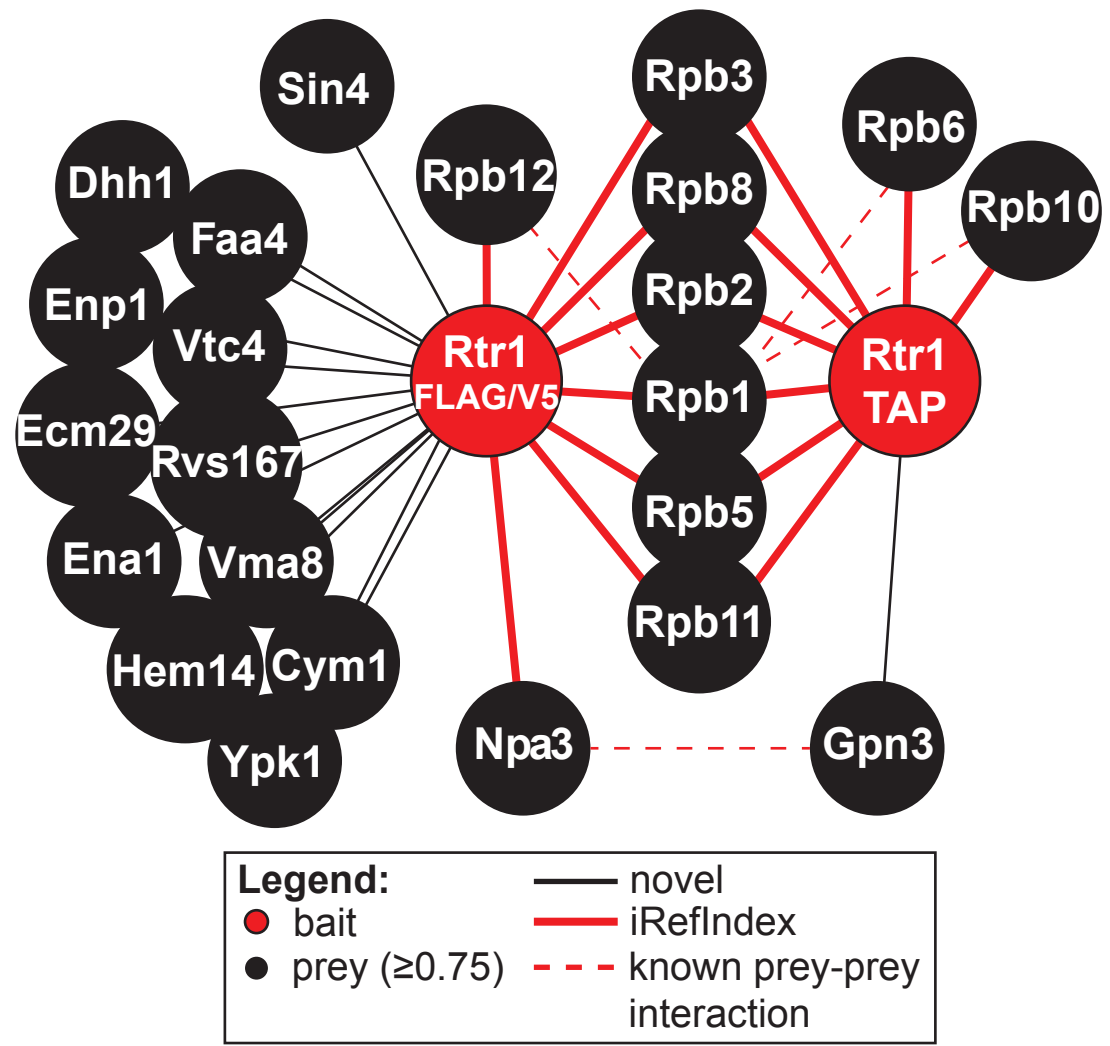 Sin4
Rpb3
Rpb6
Dhh1
Rpb12
Rpb8
Rpb10
Faa4
Enp1
Rpb2
Vtc4
Rtr1
FLAG/V5
Rpb1
Rtr1
TAP
Ecm29
Rvs167
Rpb5
Ena1
Vma8
Rpb11
Hem14
Cym1
Npa3
Gpn3
Ypk1
Legend:
bait
prey (≥0.75)
novel
iRefIndex
known prey-prey
interaction